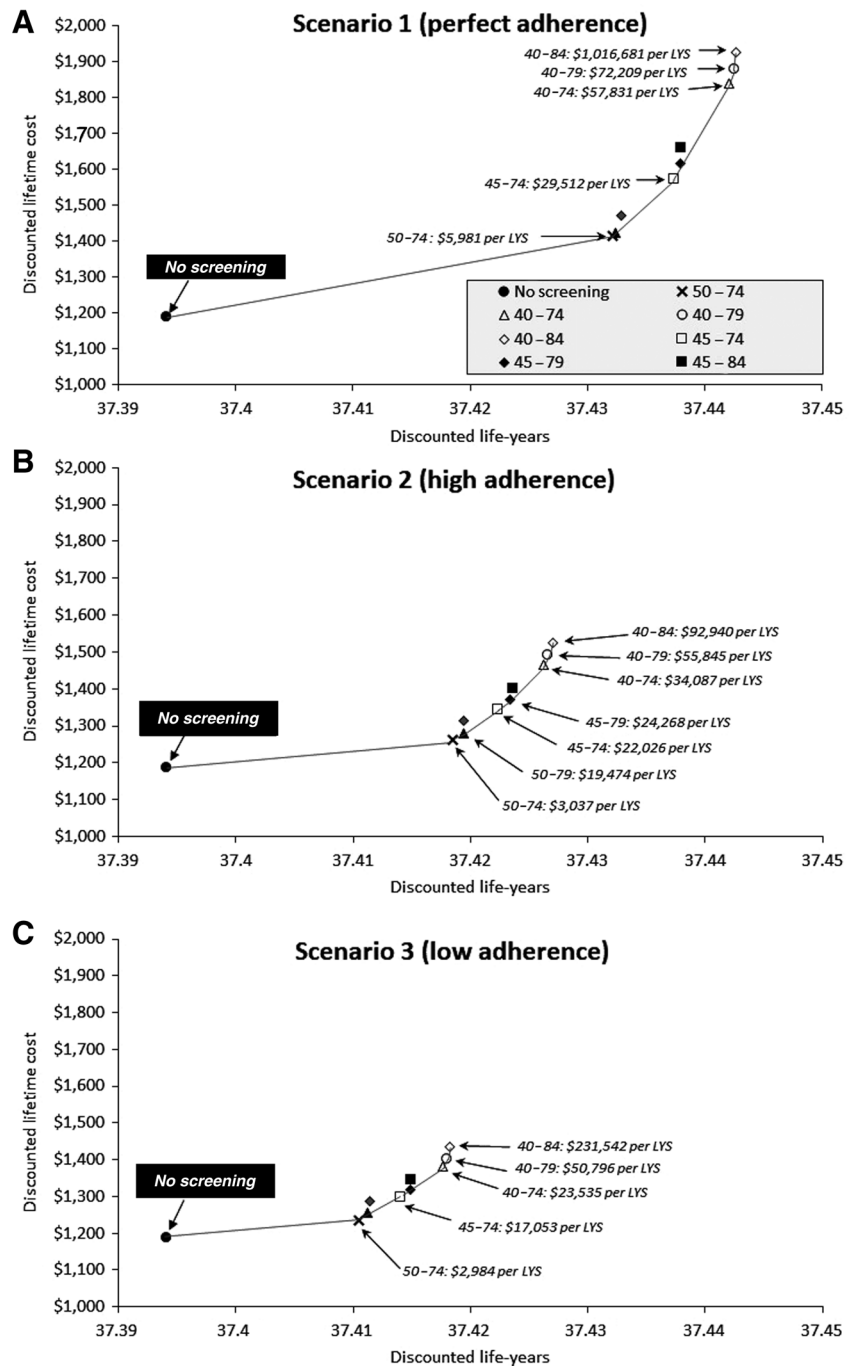 A
Scenario 1 (perfect adherence)
Discounted lifetime cost
$2,000
$1,900
$1,800
$1,700
$1,600
$1,500
$1,400
$1,300
$1,200
$1,100
$1,000
40–84: $1,016,681 per LYS
40–79: $72,209 per LYS
40–74: $57,831 per LYS
45–74: $29,512 per LYS
50–74: $5,981 per LYS
No screening
No screening
50–74
40–74
40–79
40–84
45–74
45–79
45–84
37.39
37.4
37.41
37.42
37.43
37.44
37.45
Discounted life-years
B
Scenario 2 (high adherence)
Discounted lifetime cost
$2,000
$1,900
$1,800
$1,700
$1,600
$1,500
$1,400
$1,300
$1,200
$1,100
$1,000
40–84: $92,940 per LYS
40–79: $55,845 per LYS
40–74: $34,087 per LYS
No screening
45–79: $24,268 per LYS
45–74: $22,026 per LYS
50–79: $19,474 per LYS
50–74: $3,037 per LYS
37.39
37.4
37.41
37.42
37.43
37.44
37.45
Discounted life-years
C
Scenario 3 (low adherence)
Discounted lifetime cost
$2,000
$1,900
$1,800
$1,700
$1,600
$1,500
$1,400
$1,300
$1,200
$1,100
$1,000
40–84: $231,542 per LYS
40–79: $50,796 per LYS
40–74: $23,535 per LYS
No screening
45–74: $17,053 per LYS
50–74: $2,984 per LYS
37.39
37.4
37.41
37.42
37.43
37.44
37.45
Discounted life-years